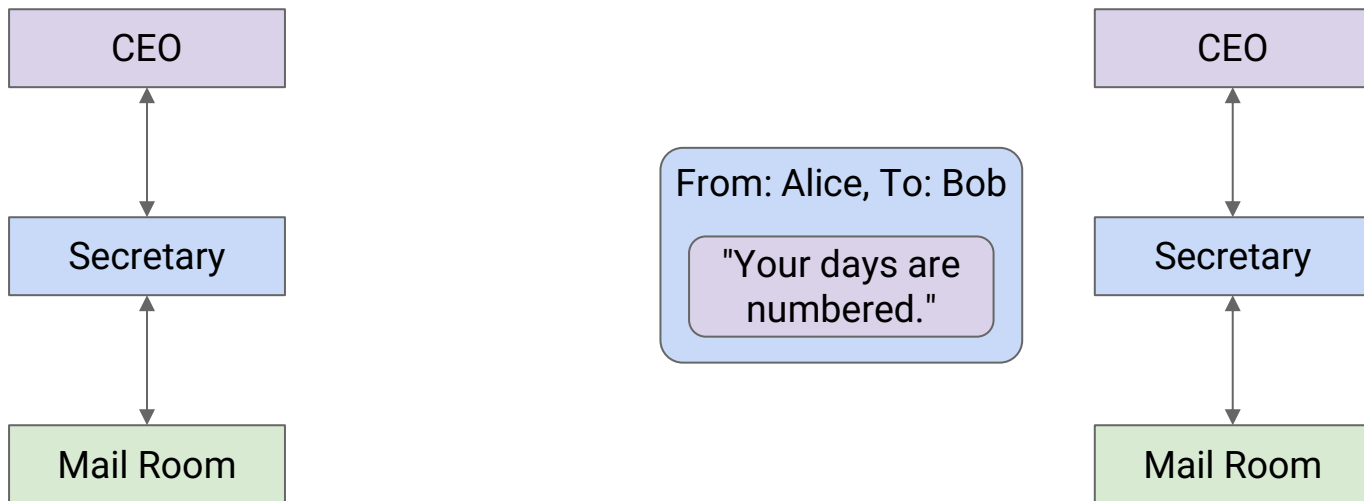 CEO
CEO
From: Alice, To: Bob
Secretary
"Your days are
numbered."
Secretary
Mail Room
Mail Room